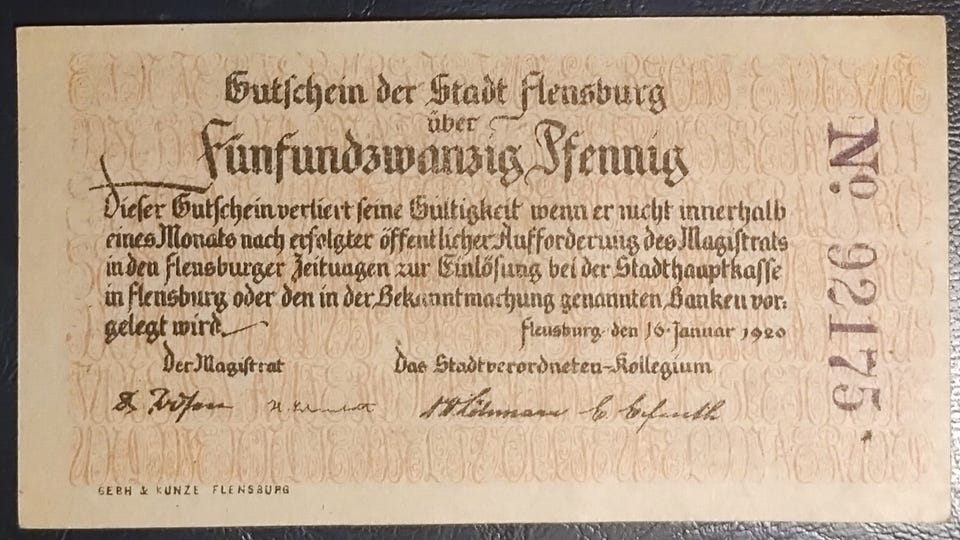 Gutschein der Stadt Flensburg
über
Fünfundzwanzig Pfennig
Dieser Gutschein verliert seine Gültigkeit wenn er nicht innerhalb
eines Monats nach erfolgter öffentlicher Aufforderung des Magistrats
in den Flensburger Zeitungen zur Einlösung bei der Stadthauptkasse
in Flensburg oder den in der Bekanntmachung genannten Banken vor:
gelegt wird.
Flensburg den 16. Januar 1920
Der Magistrat Das Stadtverordneten-Kollegium
GEBH & KUNZE FLENSBURG
No. 92175